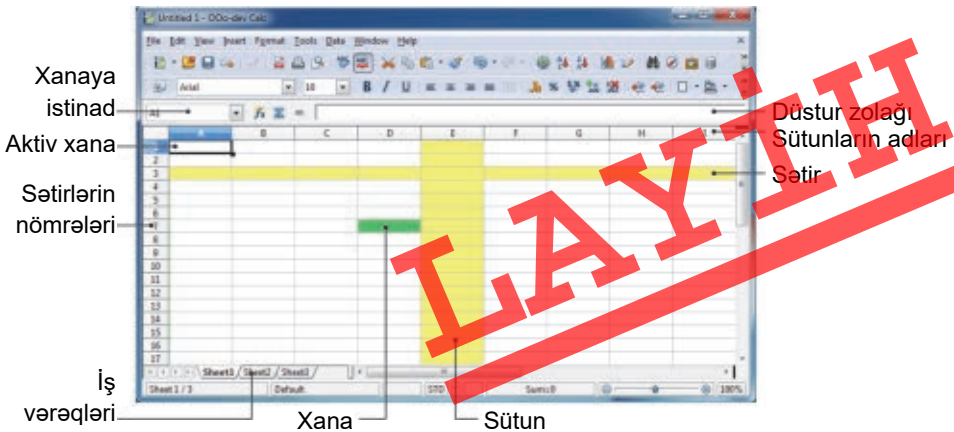 Untitled 1 - OOo-dev Calc
File Edit View Insert Format Tools Data Window Help
Arial 10 B I U
A1 =
A B C D E F G H I
1
2
3
4
5
6
7
8
9
10
11
12
13
14
15
16
17
Sheet1 Sheet2 Sheet3
Sheet 1 / 3 Default STD Sum=0 100%
Xanaya
istinad
Aktiv xana
Sətirlərin
nömrələri
İş
vərəqləri
Xana
Sütun
Düstur zolağı
Sütunların adları
Sətir
LAYİH